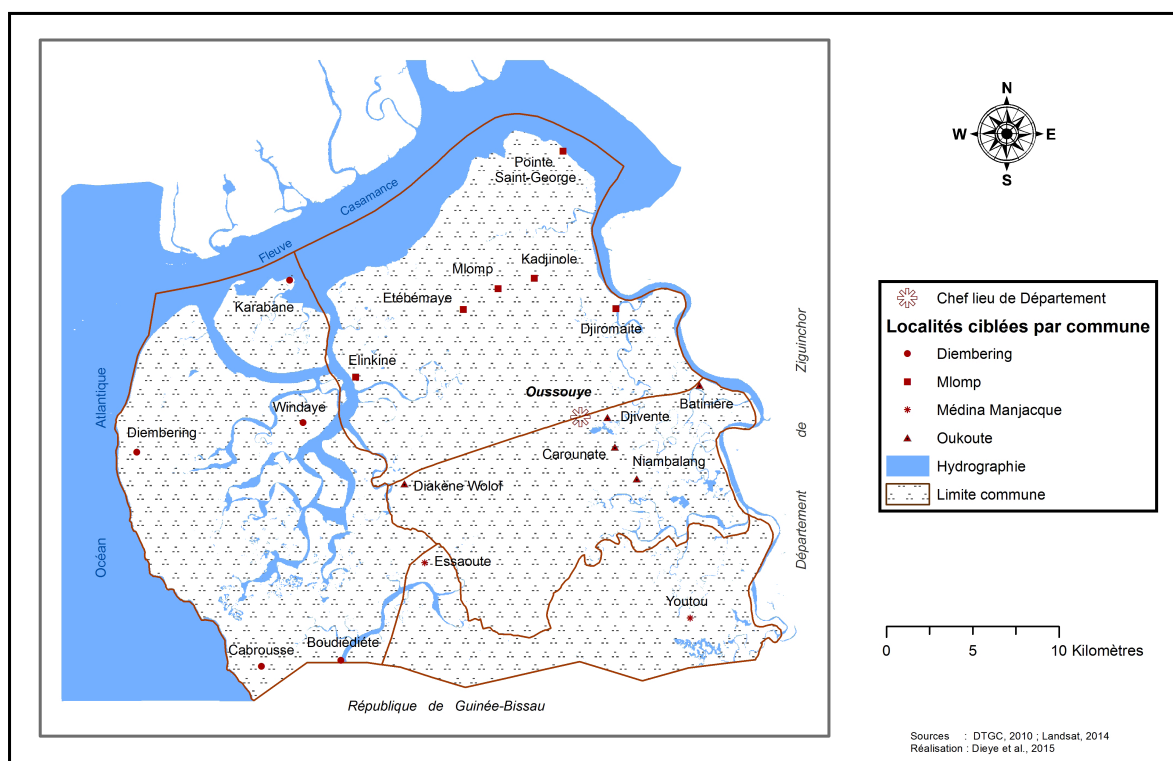 N
W
E
S
Pointe
Saint-George
Casamance
Fleuve
Kadjinole
Mlomp
Etébémaye
Karabane
Djiromaïte
Elinkine
Ziguinchor
Oussouye
Batinière
Windaye
Djivente
Atlantique
Diembering
Carounate
de
Niambalang
Diakène Wolof
Océan
Département
Essaoute
Youtou
Boudiédiète
Cabrousse
République de Guinée-Bissau
Chef lieu de Département
Localités ciblées par commune
Diembering
Mlomp
Médina Manjacque
Oukoute
Hydrographie
Limite commune
0 5 10 Kilomètres
Sources : DTGC, 2010 ; Landsat, 2014
Réalisation : Dieye et al., 2015